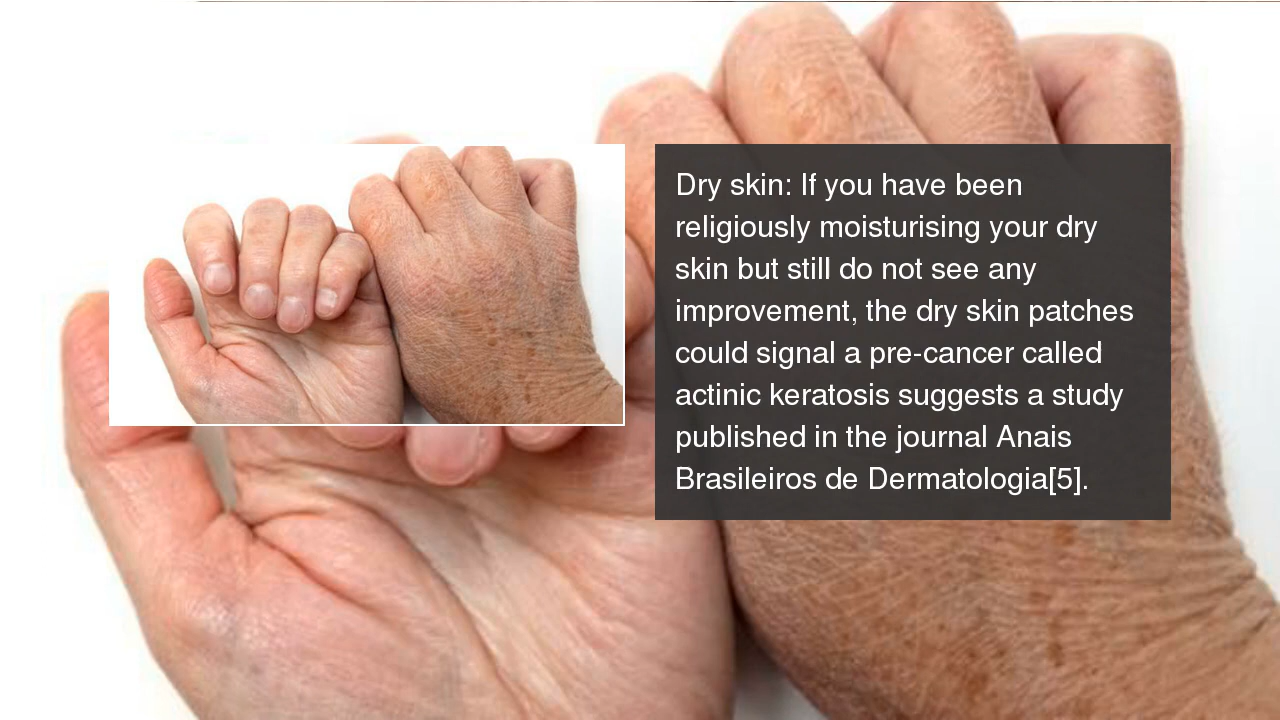 Dry skin: If you have been
religiously moisturising your dry
skin but still do not see any
improvement, the dry skin patches
could signal a pre-cancer called
actinic keratosis suggests a study
published in the journal Anais
Brasileiros de Dermatologia[5].